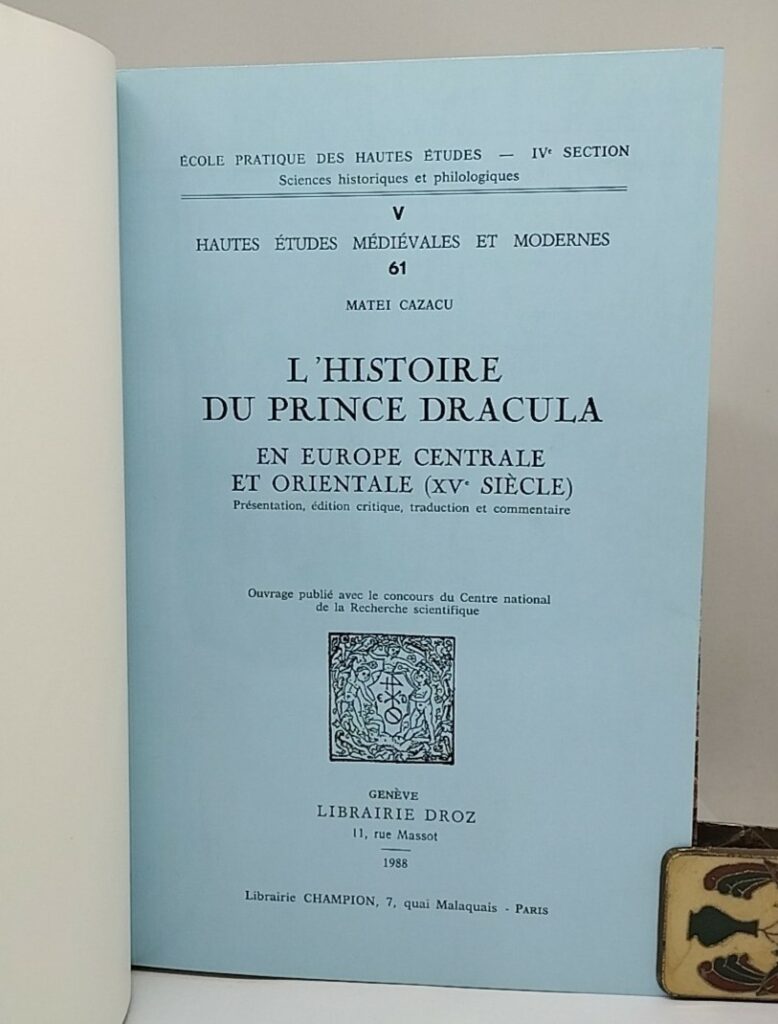 ÉCOLE PRATIQUE DES HAUTES ÉTUDES — IVᵉ SECTION
Sciences historiques et philologiques
V
HAUTES ÉTUDES MÉDIÉVALES ET MODERNES
61
MATEI CAZACU
L'HISTOIRE
DU PRINCE DRACULA
EN EUROPE CENTRALE
ET ORIENTALE (XVᵉ SIÈCLE)
Présentation, édition critique, traduction et commentaire
Ouvrage publié avec le concours du Centre national
de la Recherche scientifique
GENÈVE
LIBRAIRIE DROZ
11, rue Massot
1988
Librairie CHAMPION, 7, quai Malaquais - PARIS